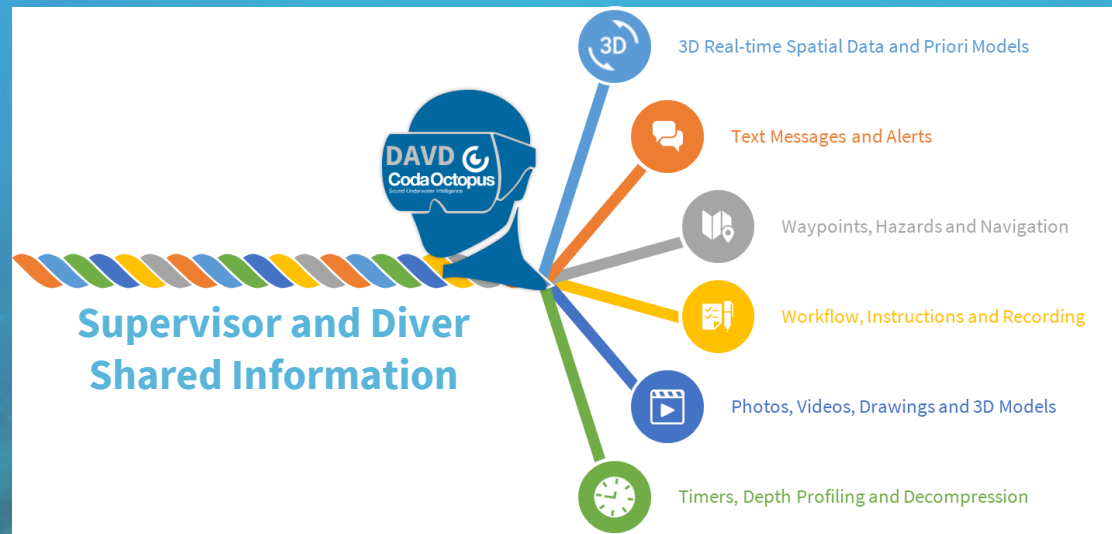 3D
3D Real-time Spatial Data and Priori Models
Text Messages and Alerts
DAVD
CodaOctopus
Sound Underwater Intelligence
Waypoints, Hazards and Navigation
Supervisor and Diver
Shared Information
Workflow, Instructions and Recording
Photos, Videos, Drawings and 3D Models
Timers, Depth Profiling and Decompression